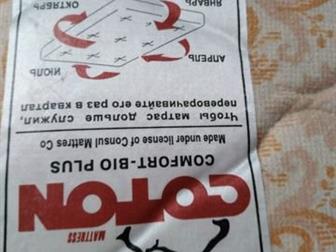 MATTRESS
COTON
COMFORT-BIO PLUS
Made under license of Consul Mattres Co
Чтобы матрас дольше служил,
переворачивайте его раз в квартал
ИЮЛЬ
АПРЕЛЬ
ОКТЯБРЬ
ЯНВАРЬ